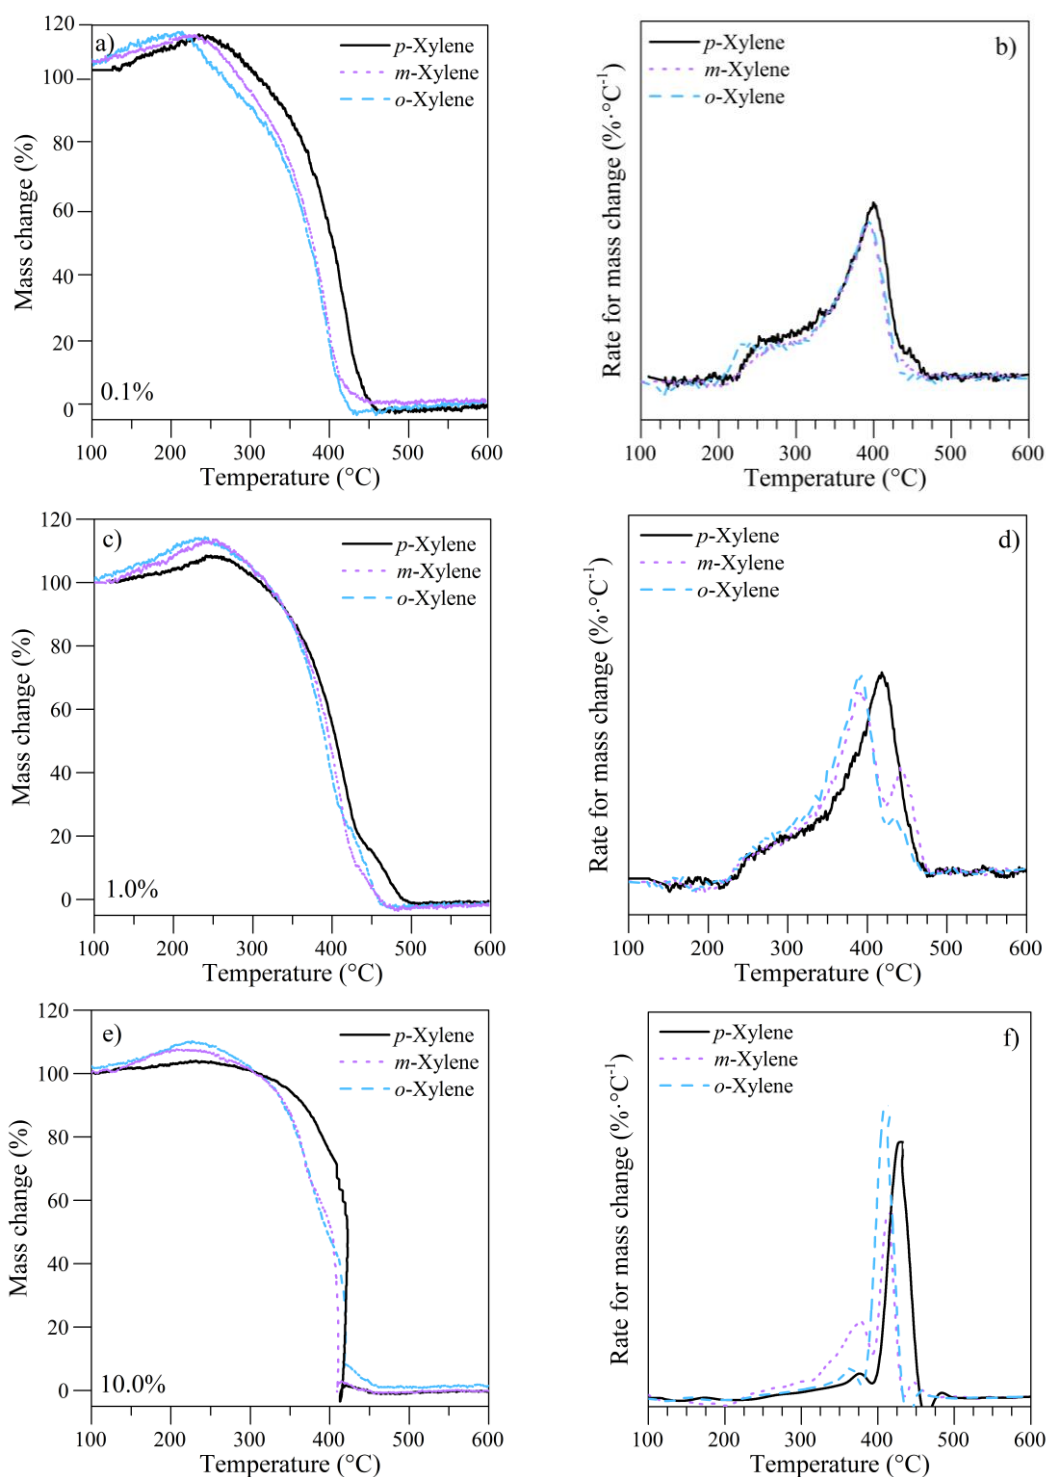 a)
p-Xylene
m-Xylene
o-Xylene
120
100
80
60
40
20
0
Mass change (%)
0.1%
100 200 300 400 500 600
Temperature (°C)
b)
p-Xylene
m-Xylene
o-Xylene
Rate for mass change (%·°C⁻¹)
100 200 300 400 500 600
Temperature (°C)
c)
p-Xylene
m-Xylene
o-Xylene
120
100
80
60
40
20
0
Mass change (%)
1.0%
100 200 300 400 500 600
Temperature (°C)
d)
p-Xylene
m-Xylene
o-Xylene
Rate for mass change (%·°C⁻¹)
100 200 300 400 500 600
Temperature (°C)
e)
p-Xylene
m-Xylene
o-Xylene
120
100
80
60
40
20
0
Mass change (%)
10.0%
100 200 300 400 500 600
Temperature (°C)
f)
p-Xylene
m-Xylene
o-Xylene
Rate for mass change (%·°C⁻¹)
100 200 300 400 500 600
Temperature (°C)